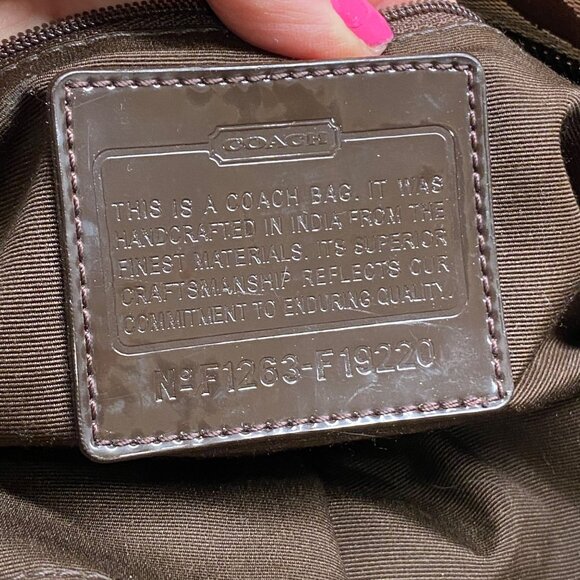 COACH
THIS IS A COACH BAG. IT WAS
HANDCRAFTED IN INDIA FROM THE
FINEST MATERIALS. ITS SUPERIOR
CRAFTSMANSHIP REFLECTS OUR
COMMITMENT TO ENDURING QUALITY.
Nº F1263-F19220